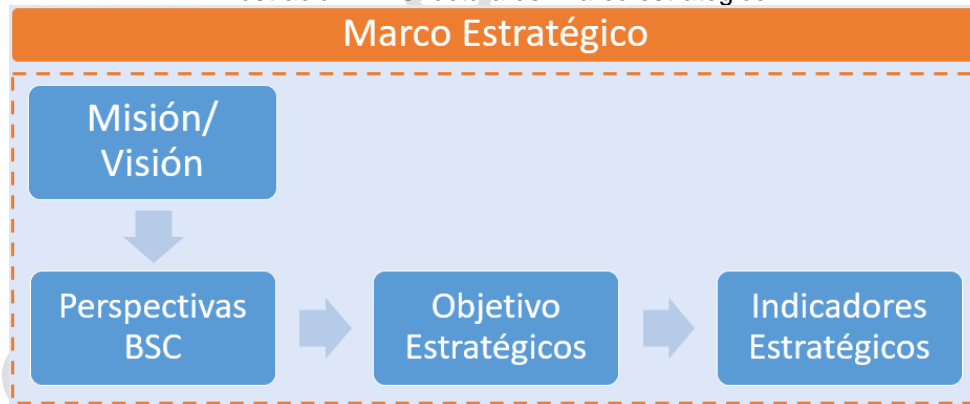 Marco Estratégico
Misión/
Visión
Perspectivas
BSC
Objetivo
Estratégicos
Indicadores
Estratégicos